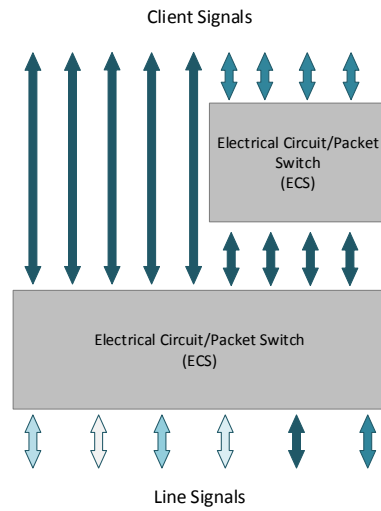 Client Signals
Electrical Circuit/Packet
Switch
(ECS)
Electrical Circuit/Packet Switch
(ECS)
Line Signals